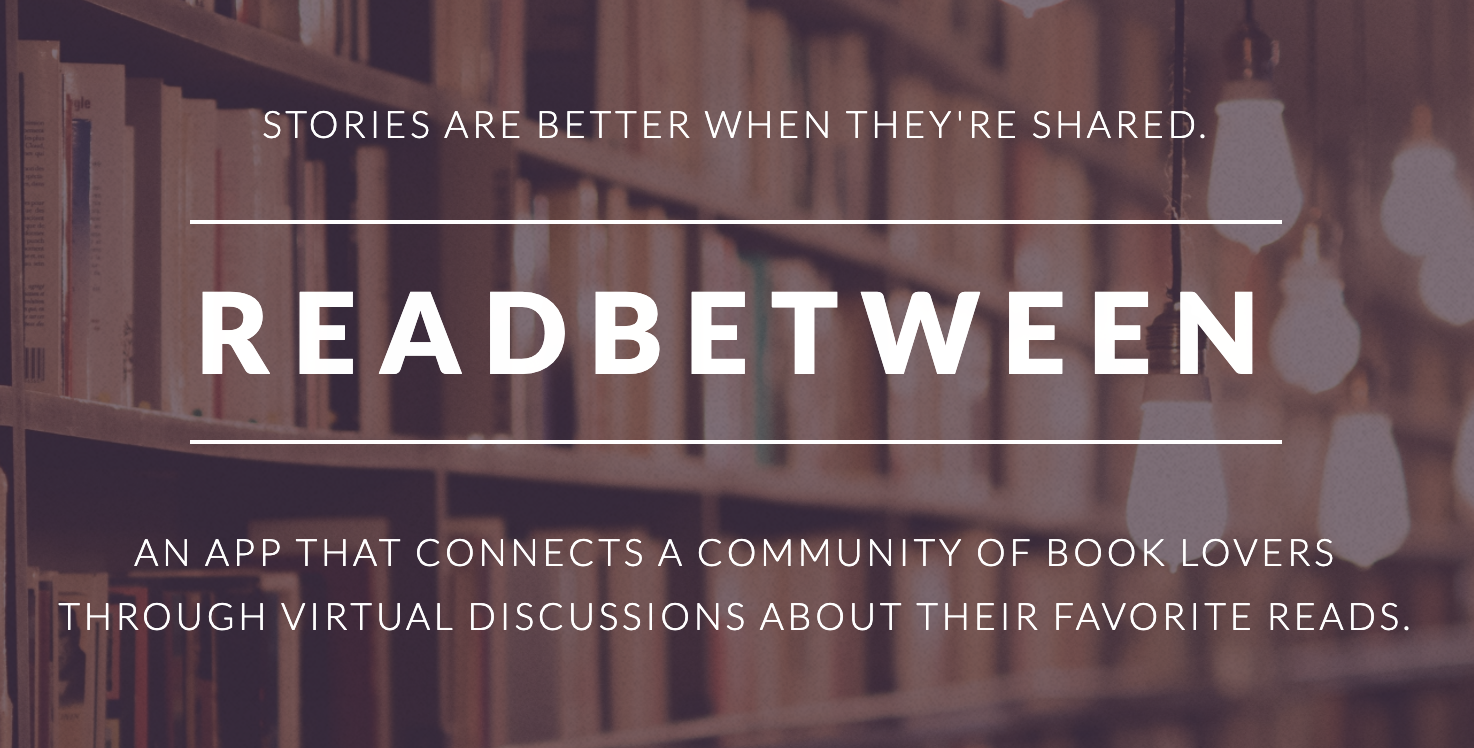 STORIES ARE BETTER WHEN THEY'RE SHARED.
READBETWEEN
AN APP THAT CONNECTS A COMMUNITY OF BOOK LOVERS
THROUGH VIRTUAL DISCUSSIONS ABOUT THEIR FAVORITE READS.